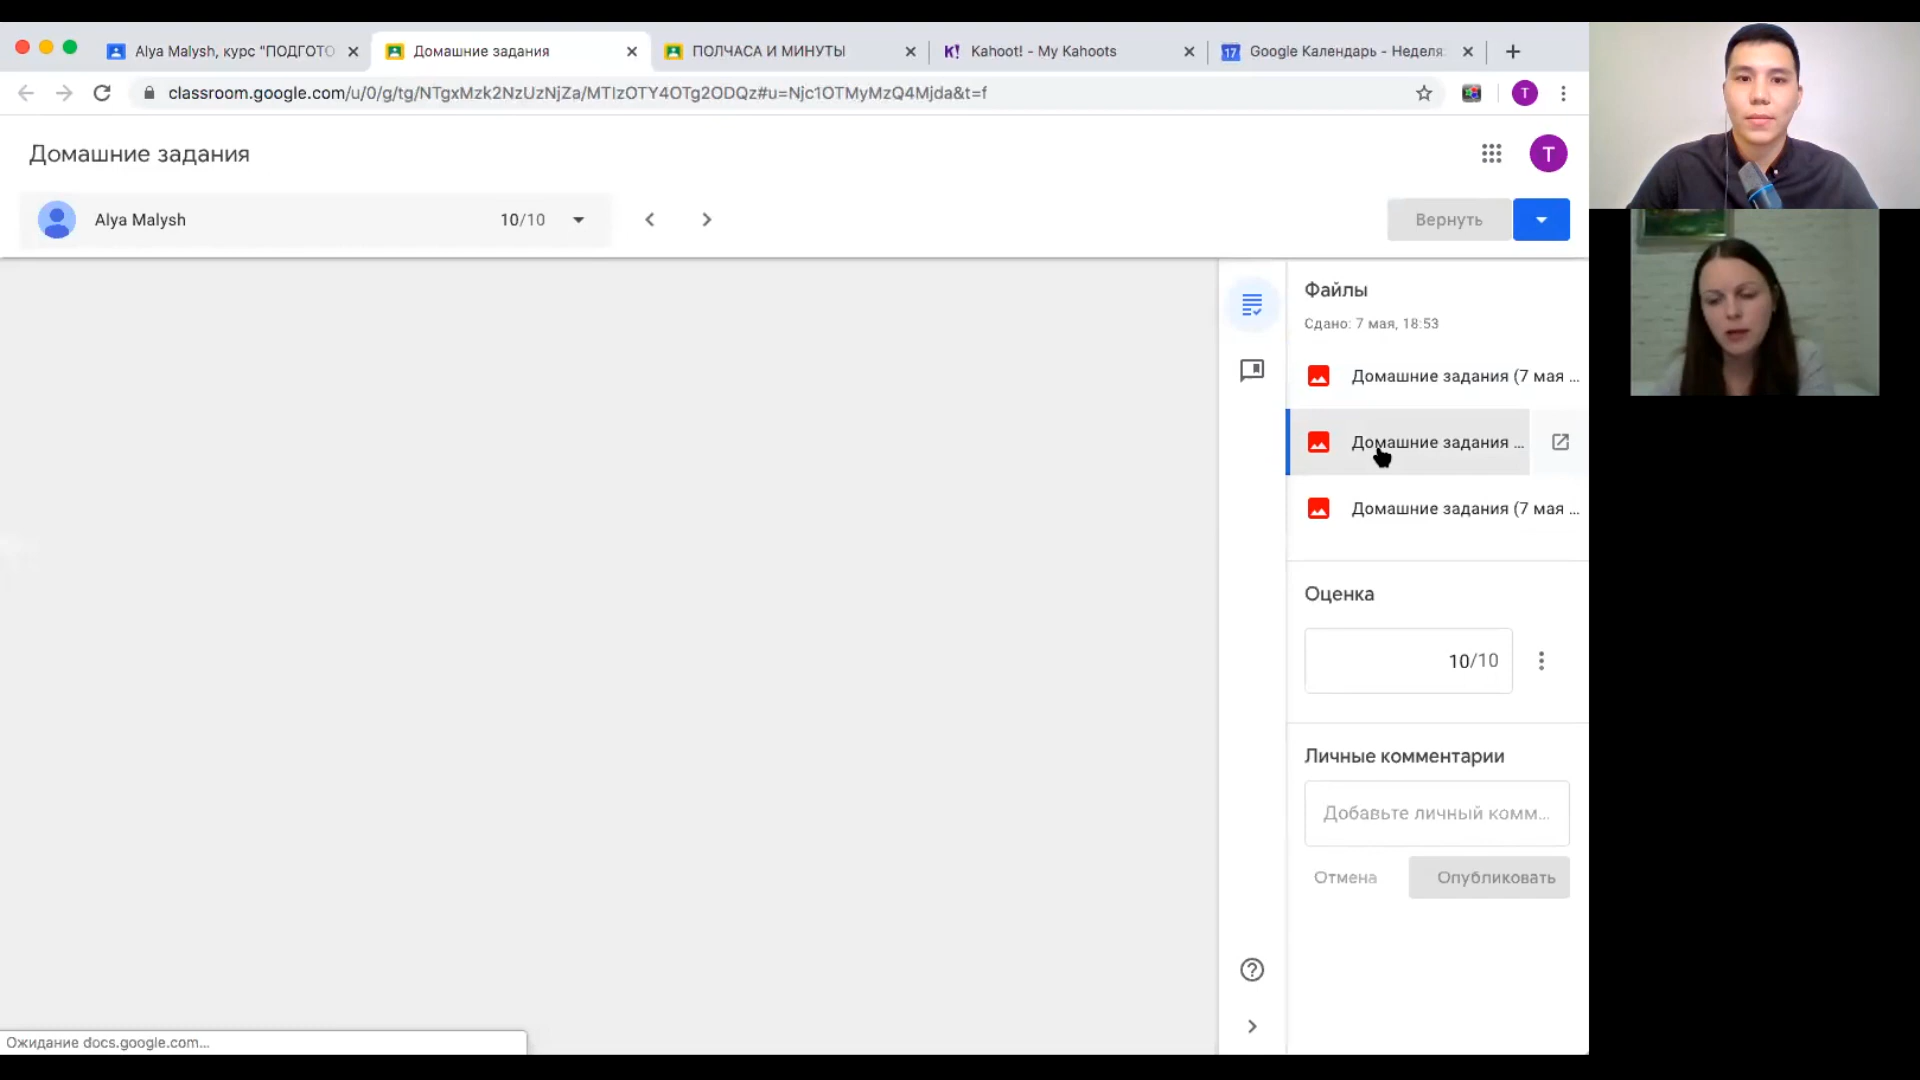 Alya Malysh, курс "ПОДГОТО
Домашние задания
ПОЛЧАСА И МИНУТЫ
K! Kahoot! - My Kahoots
17 Google Календарь - Неделя
classroom.google.com/u/0/g/tg/NTgxMzk2NzUzNjZa/MTIzOTY4OTg2ODQz#u=Njc1OTMyMzQ4Mjda&t=f
T
Домашние задания
T
Alya Malysh
10/10
Вернуть
Файлы
Сдано: 7 мая, 18:53
Домашние задания (7 мая ...
Домашние задания ...
Домашние задания (7 мая ...
Оценка
10/10
Личные комментарии
Добавьте личный комм...
Отмена
Опубликовать
Ожидание docs.google.com...